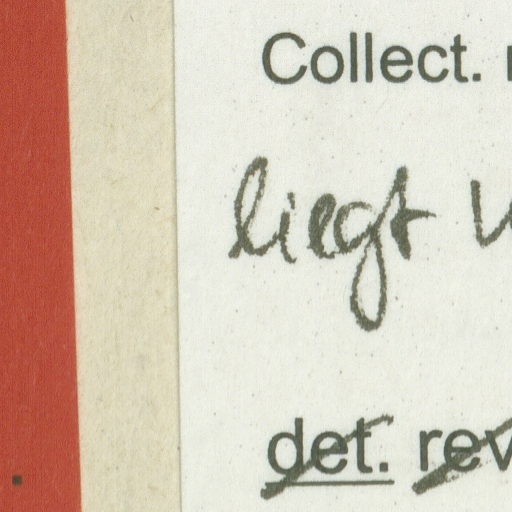 Collect.
liegt
det. rev